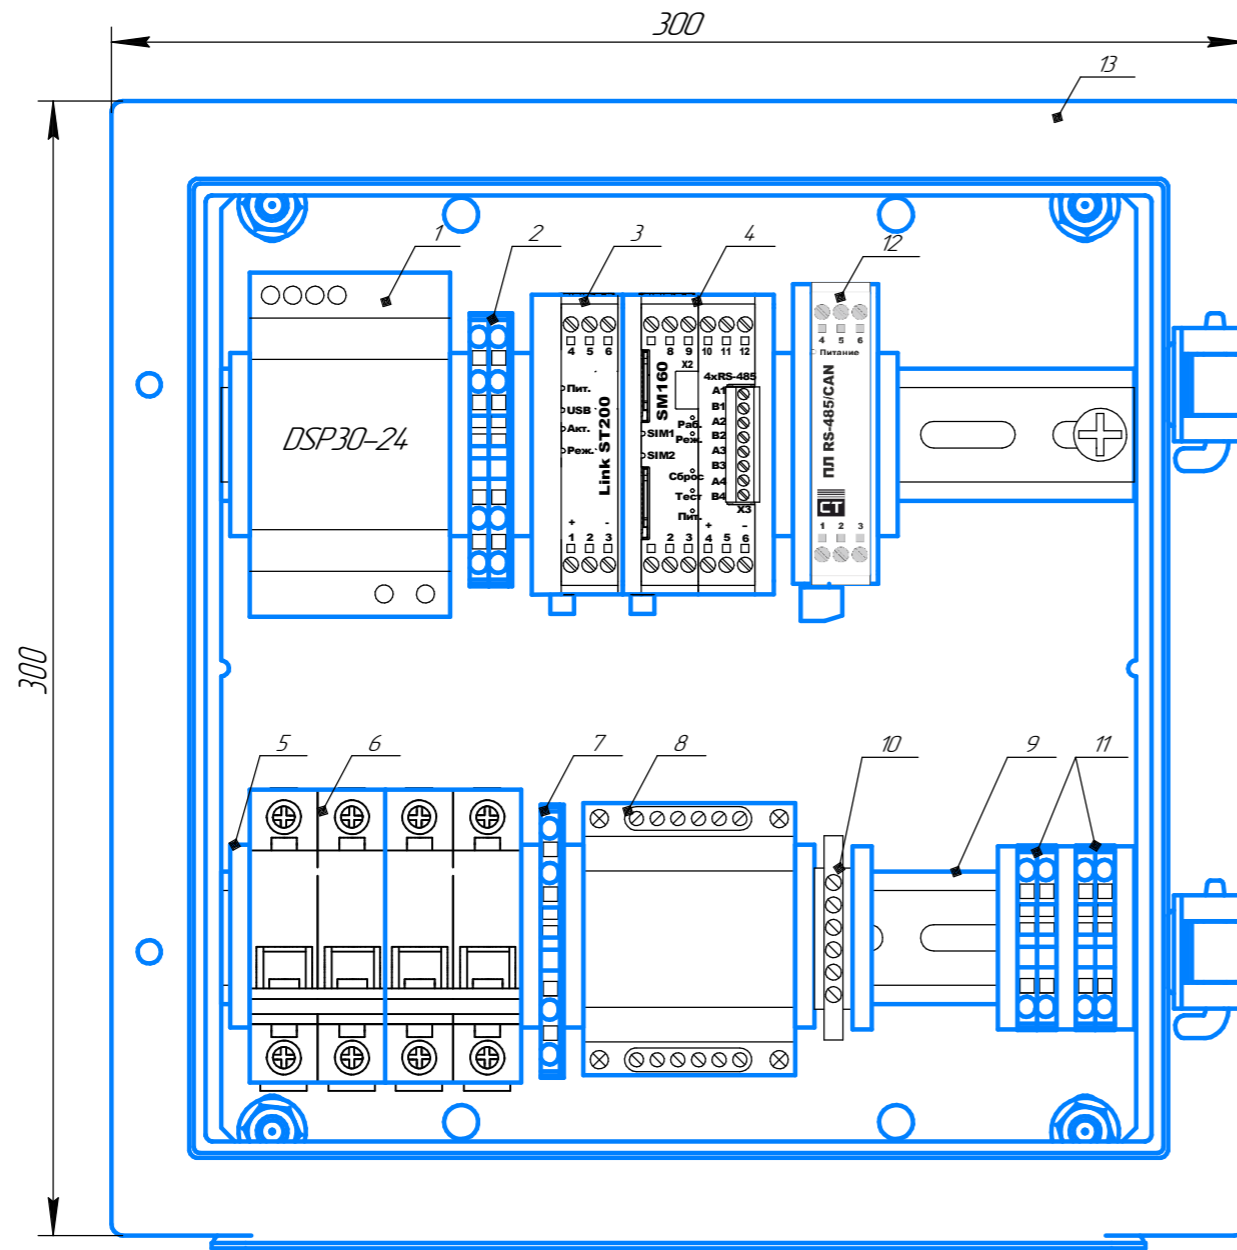 300
13
300
1
2
3
4
12
DSP30-24
4 5 6
Пит.
USB
Акт.
Реж.
Link ST200
+ -
1 2 3
8 9 10 11 12
X2
SM160
4xRS-485
A1
B1
A2
B2
A3
B3
A4
B4
X3
SIM1
SIM2
Раб.
Реж.
Сброс
Тест
Пит.
+ -
2 3 4 5 6
4 5 6
Питание
ПЛ RS-485/CAN
СТ
1 2 3
5
6
7
8
10
9
11